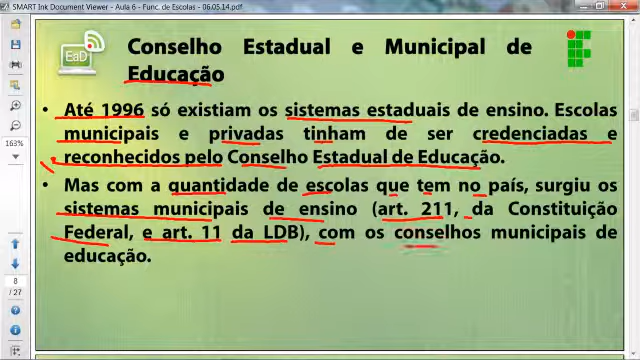 SMART Ink Document Viewer - Aula 6 - Func. de Escolas - 06.05.14.pdf
EaD
Conselho Estadual e Municipal de
Educação
163%
• Até 1996 só existiam os sistemas estaduais de ensino. Escolas
municipais e privadas tinham de ser credenciadas e
reconhecidos pelo Conselho Estadual de Educação.
• Mas com a quantidade de escolas que tem no país, surgiu os
sistemas municipais de ensino (art. 211, da Constituição
Federal, e art. 11 da LDB), com os conselhos municipais de
educação.
8
/ 27